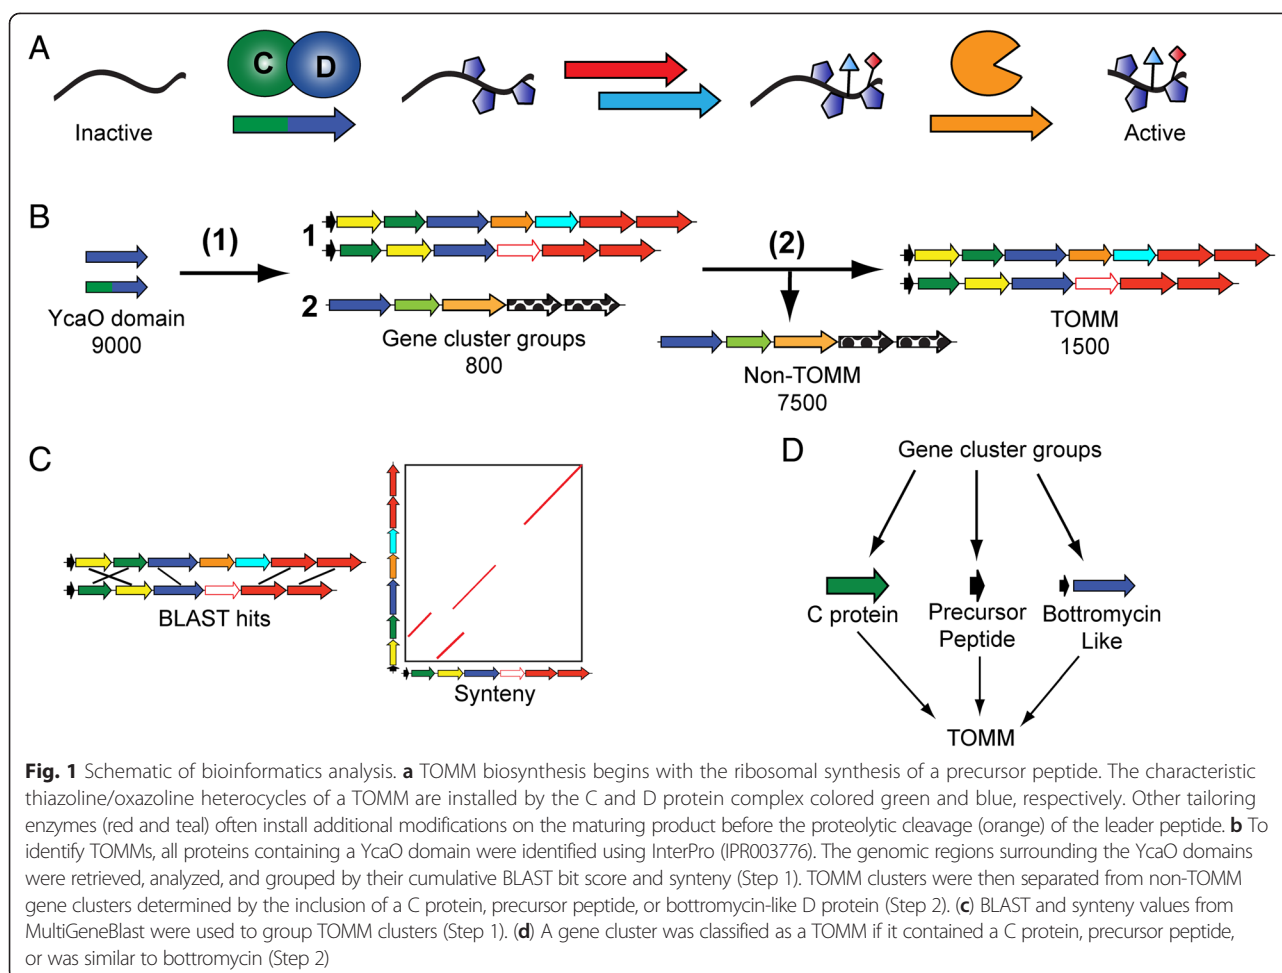 A
C D
Inactive
Active
B
(1)
1
2
(2)
YcaO domain
9000
Gene cluster groups
800
Non-TOMM
7500
TOMM
1500
C
BLAST hits
Synteny
D
Gene cluster groups
C protein
Precursor
Peptide
Bottromycin
Like
TOMM
Fig. 1 Schematic of bioinformatics analysis. a TOMM biosynthesis begins with the ribosomal synthesis of a precursor peptide. The characteristic
thiazoline/oxazoline heterocycles of a TOMM are installed by the C and D protein complex colored green and blue, respectively. Other tailoring
enzymes (red and teal) often install additional modifications on the maturing product before the proteolytic cleavage (orange) of the leader peptide. b To
identify TOMMs, all proteins containing a YcaO domain were identified using InterPro (IPR003776). The genomic regions surrounding the YcaO domains
were retrieved, analyzed, and grouped by their cumulative BLAST bit score and synteny (Step 1). TOMM clusters were then separated from non-TOMM
gene clusters determined by the inclusion of a C protein, precursor peptide, or bottromycin-like D protein (Step 2). (c) BLAST and synteny values from
MultiGeneBlast were used to group TOMM clusters (Step 1). (d) A gene cluster was classified as a TOMM if it contained a C protein, precursor peptide,
or was similar to bottromycin (Step 2)